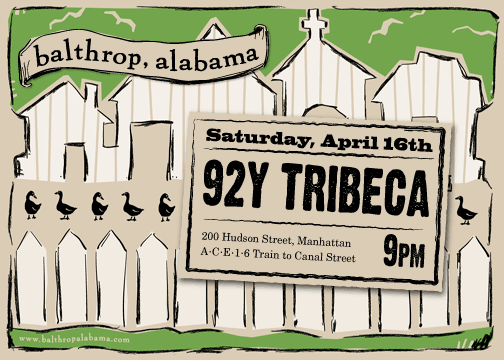 balthrop, alabama
Saturday, April 16th
92Y TRIBECA
200 Hudson Street, Manhattan
A·C·E·1·6 Train to Canal Street
9PM
www.balthropalabama.com